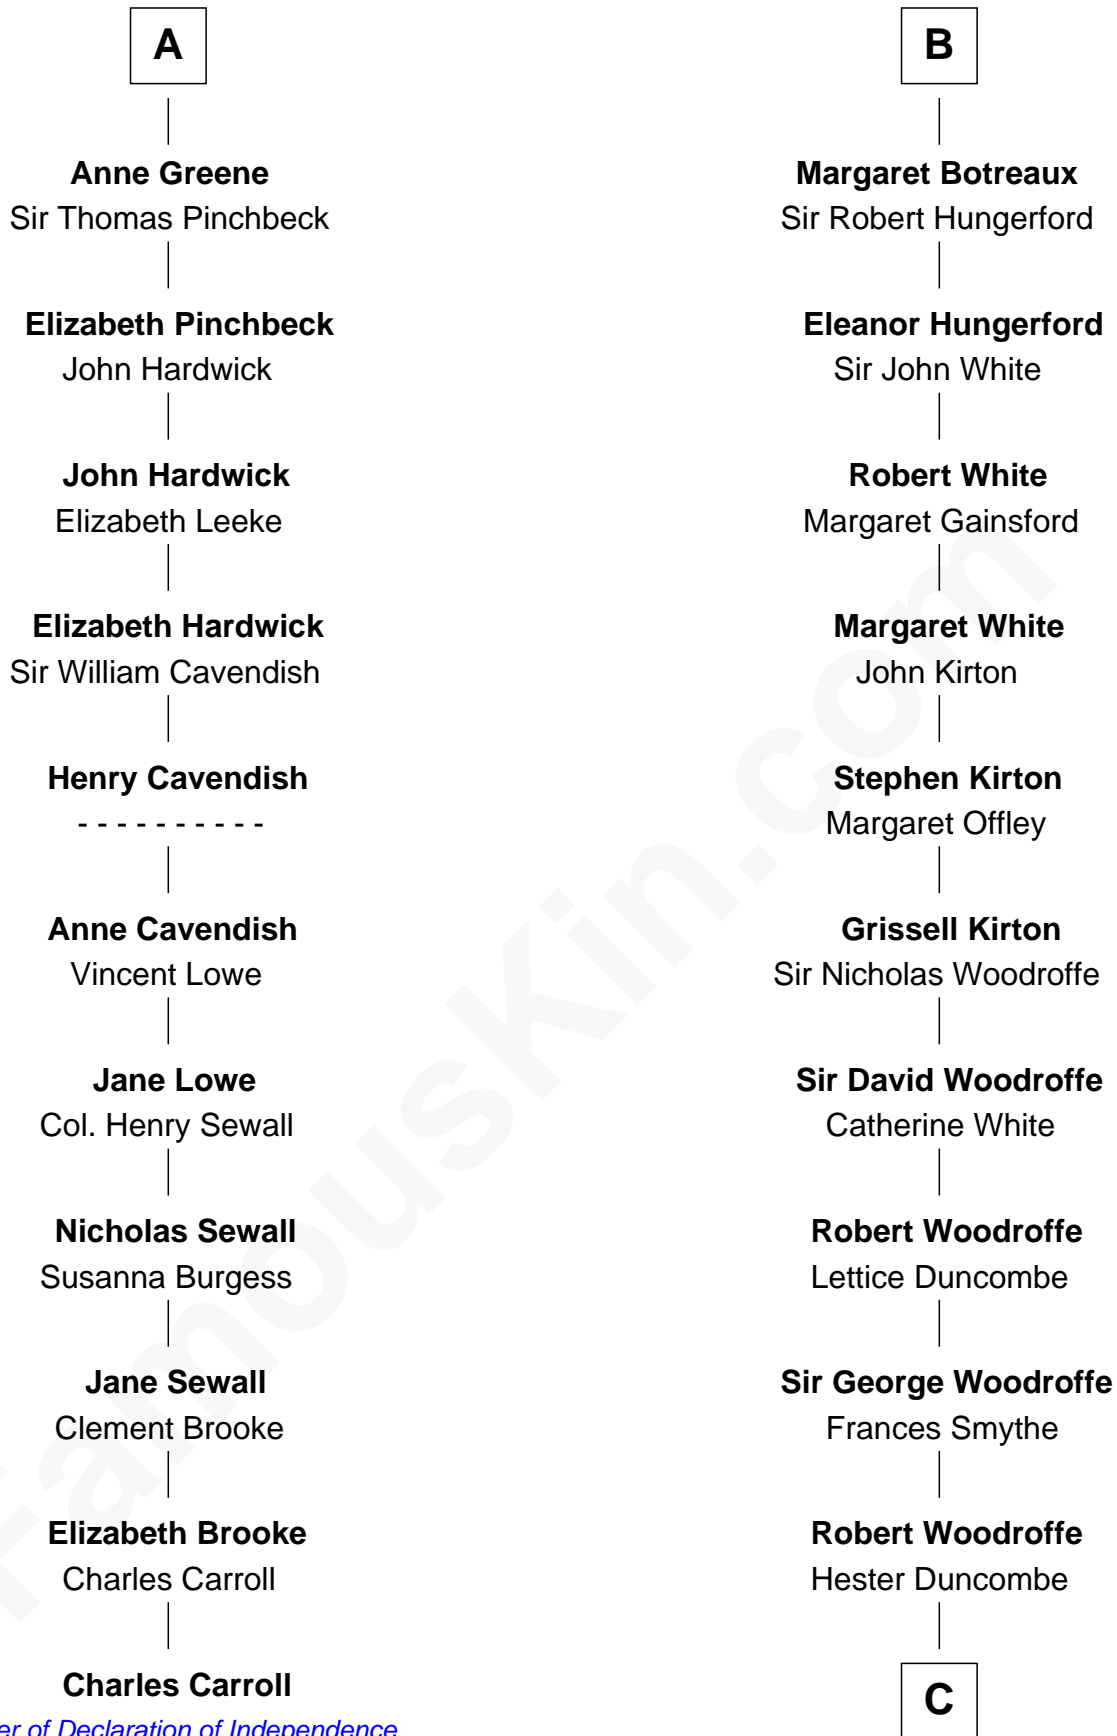 A
Anne Greene
Sir Thomas Pinchbeck
Elizabeth Pinchbeck
John Hardwick
John Hardwick
Elizabeth Leeke
Elizabeth Hardwick
Sir William Cavendish
Henry Cavendish
- - - - - - - - - -
Anne Cavendish
Vincent Lowe
Jane Lowe
Col. Henry Sewall
Nicholas Sewall
Susanna Burgess
Jane Sewall
Clement Brooke
Elizabeth Brooke
Charles Carroll
Charles Carroll
of Declaration of Independence
B
Margaret Botreaux
Sir Robert Hungerford
Eleanor Hungerford
Sir John White
Robert White
Margaret Gainsford
Margaret White
John Kirton
Stephen Kirton
Margaret Offley
Grissell Kirton
Sir Nicholas Woodroffe
Sir David Woodroffe
Catherine White
Robert Woodroffe
Lettice Duncombe
Sir George Woodroffe
Frances Smythe
Robert Woodroffe
Hester Duncombe
C
FamousKin.com